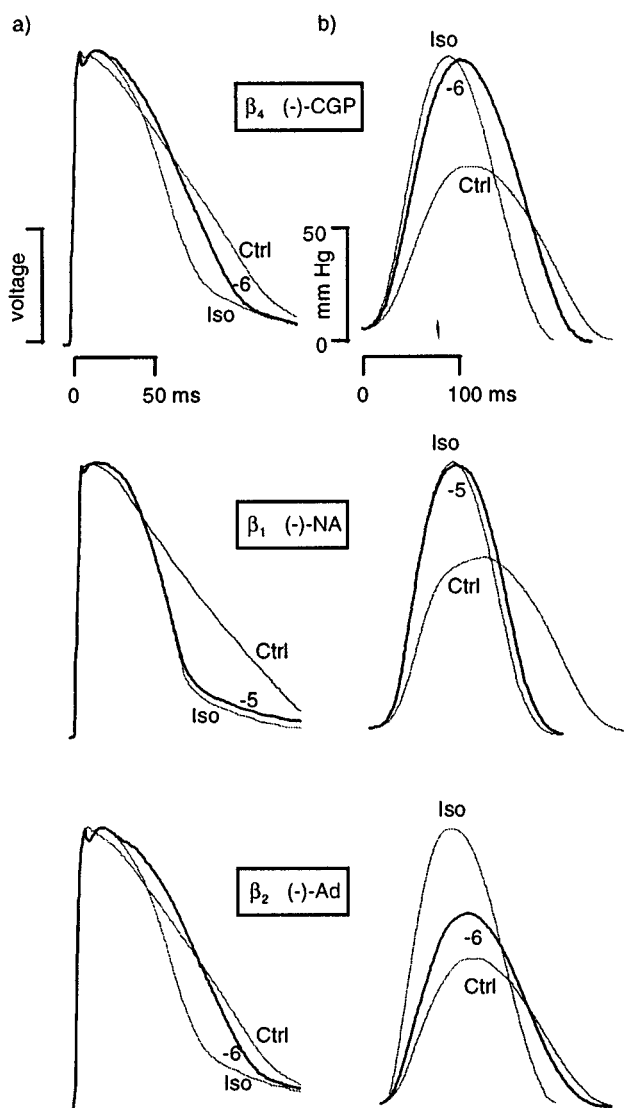 a)
b)
Iso
-6
β₄ (-)-CGP
Ctrl
voltage
Ctrl
-6
Iso
50
mm Hg
0
0 50 ms
0 100 ms
Iso
-5
β₁ (-)-NA
Ctrl
Ctrl
-5
Iso
Iso
β₂ (-)-Ad
-6
Ctrl
Ctrl
-6
Iso